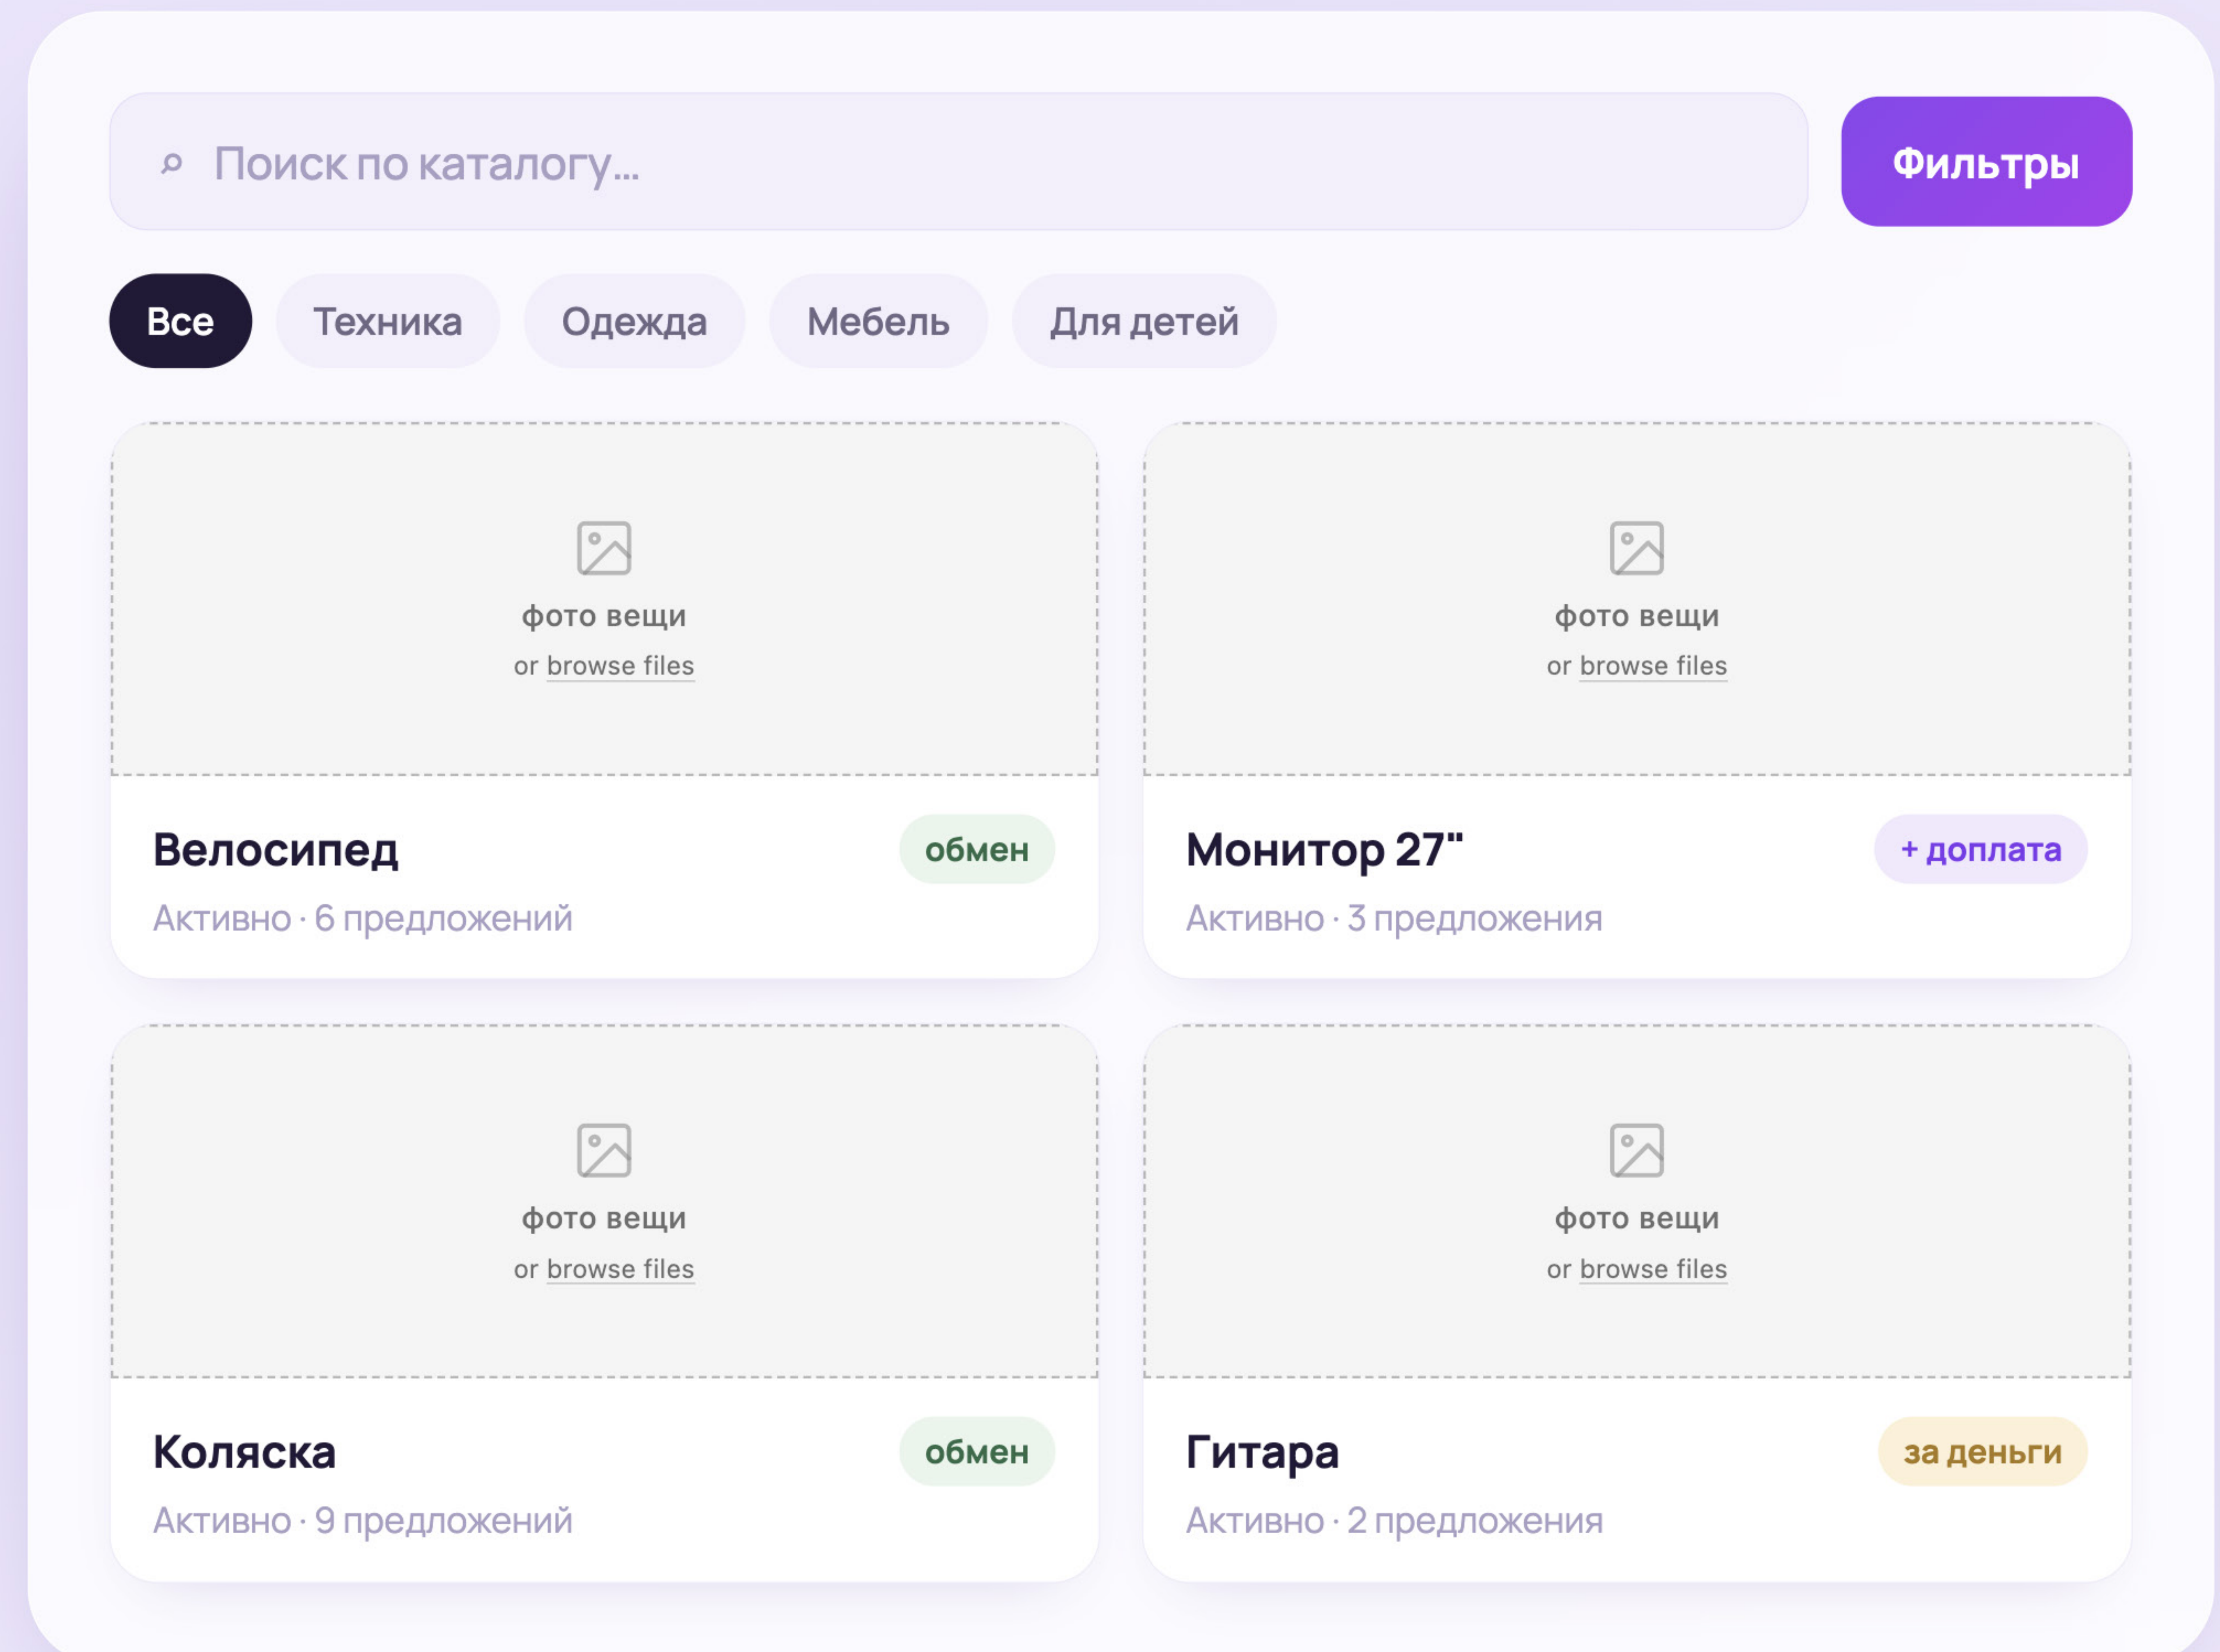 Поиск по каталогу...
Фильтры
Все
Техника
Одежда
Мебель
Для детей
фото вещи
or browse files
фото вещи
or browse files
Велосипед
обмен
Активно · 6 предложений
Монитор 27"
+ доплата
Активно · 3 предложения
фото вещи
or browse files
фото вещи
or browse files
Коляска
обмен
Активно · 9 предложений
Гитара
за деньги
Активно · 2 предложения